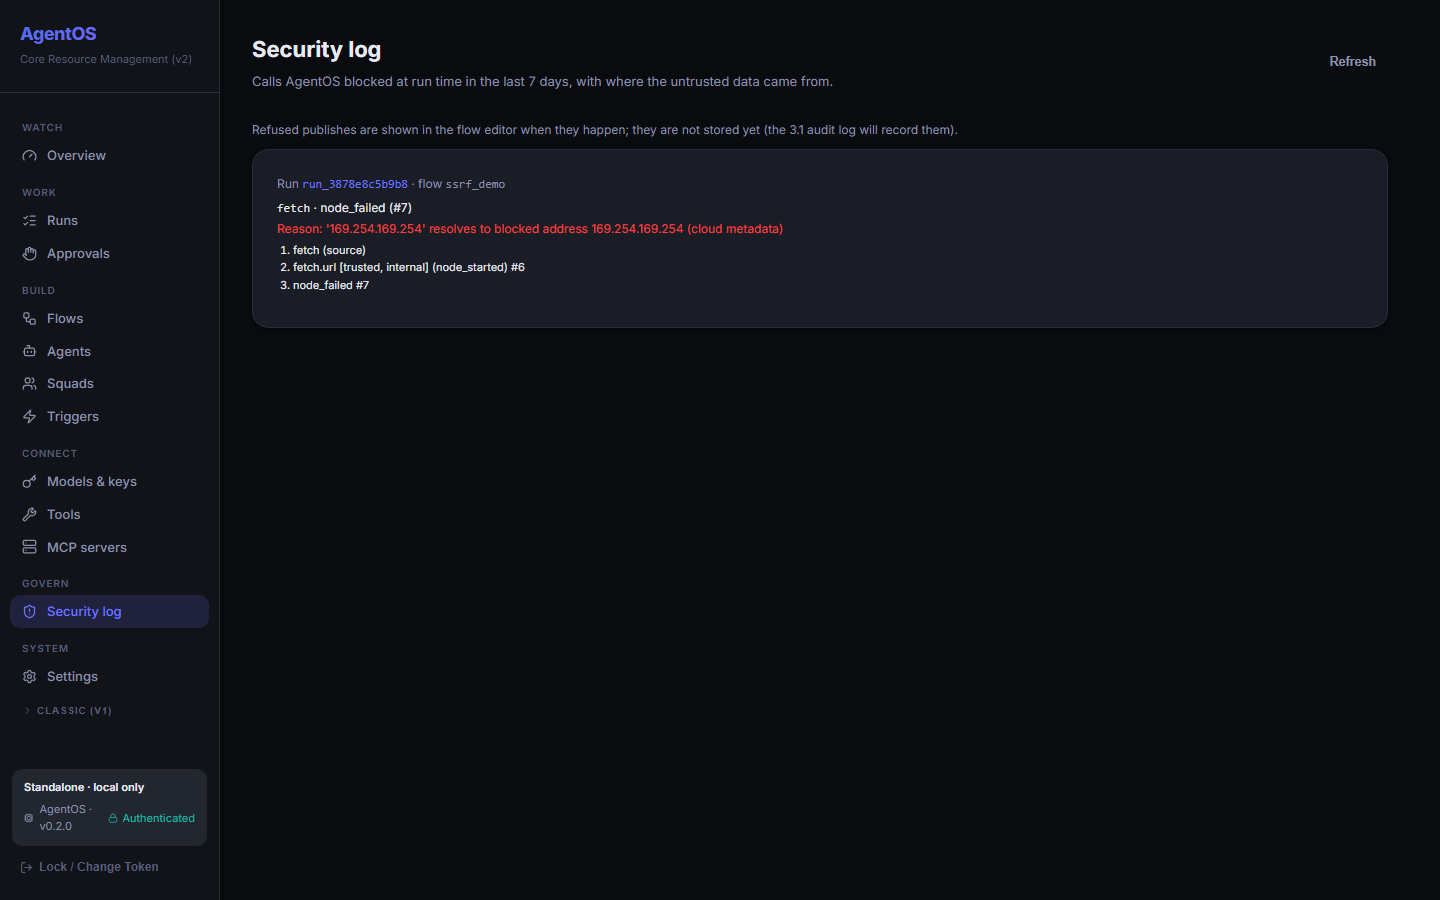 AgentOS
Core Resource Management (v2)
WATCH
Overview
WORK
Runs
Approvals
BUILD
Flows
Agents
Squads
Triggers
CONNECT
Models & keys
Tools
MCP servers
GOVERN
Security log
SYSTEM
Settings
CLASSIC (V1)
Standalone · local only
AgentOS ·
v0.2.0
Authenticated
Lock / Change Token
Security log
Calls AgentOS blocked at run time in the last 7 days, with where the untrusted data came from.
Refresh
Refused publishes are shown in the flow editor when they happen; they are not stored yet (the 3.1 audit log will record them).
Run run_3878e8c5b9b8 · flow ssrf_demo
fetch · node_failed (#7)
Reason: '169.254.169.254' resolves to blocked address 169.254.169.254 (cloud metadata)
1. fetch (source)
2. fetch.url [trusted, internal] (node_started) #6
3. node_failed #7